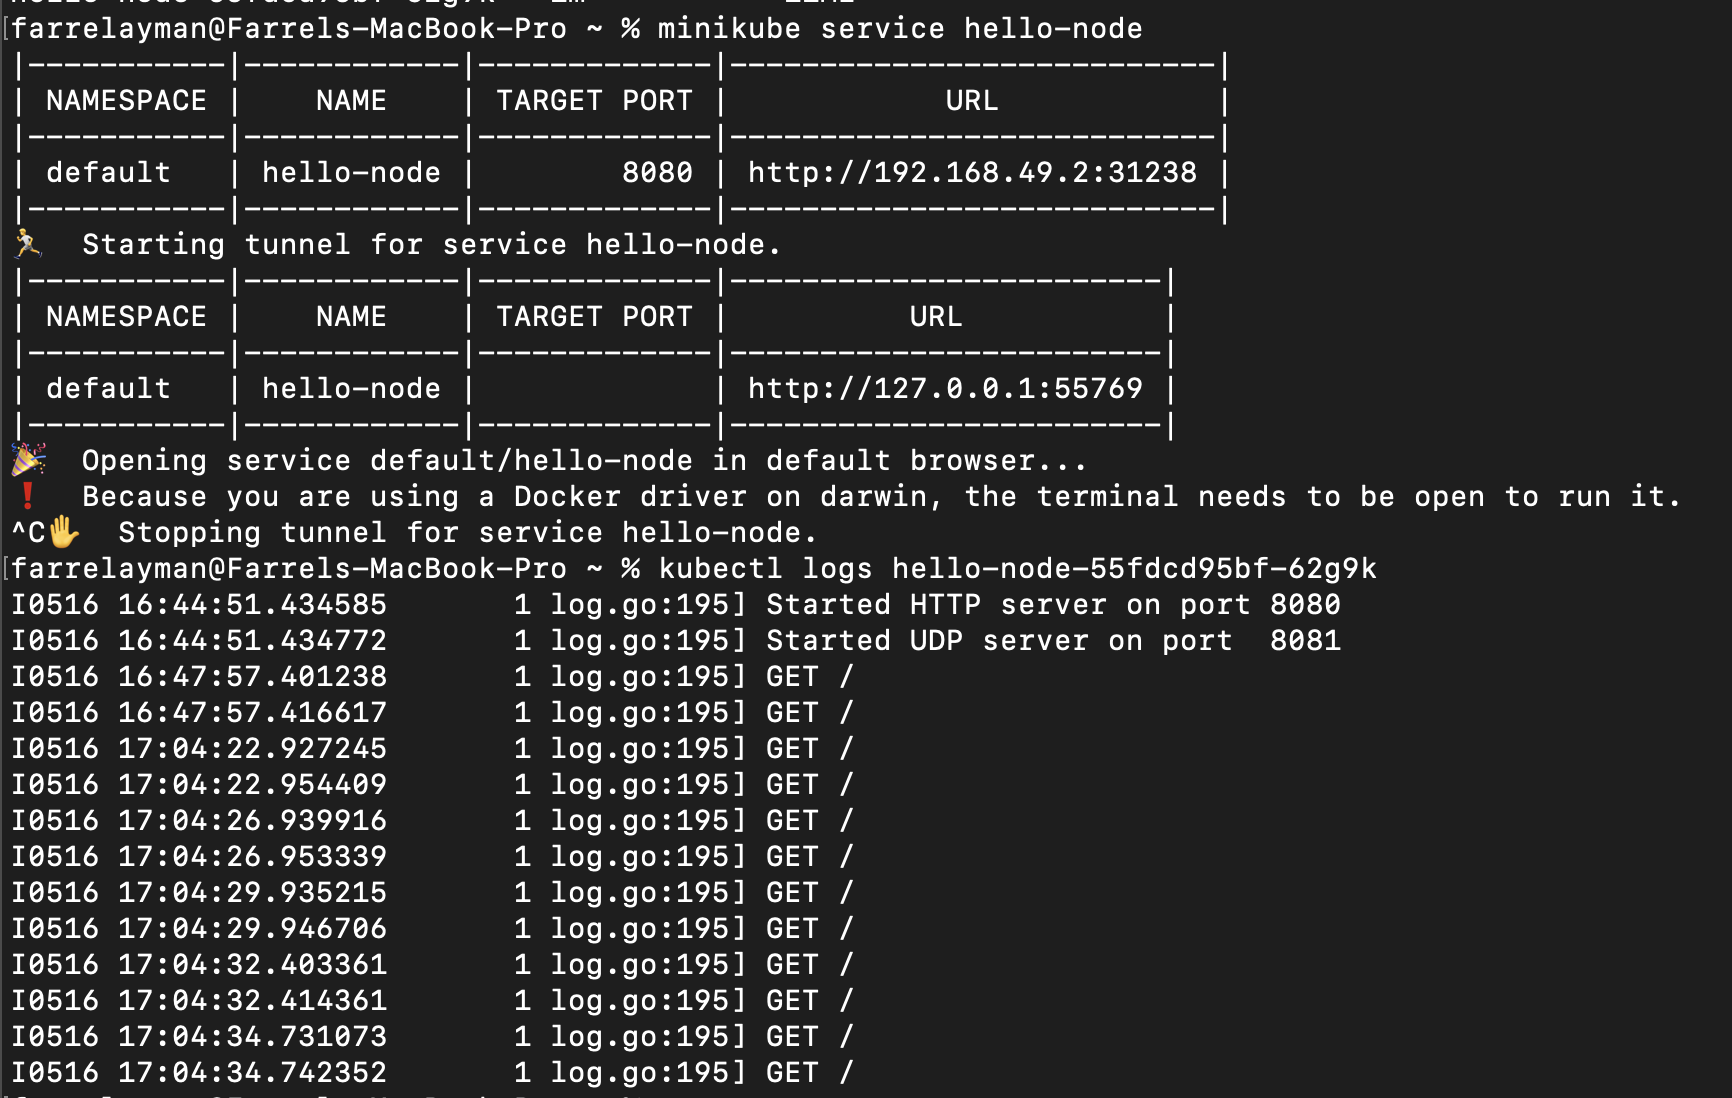 farrelayman@Farrels-MacBook-Pro ~ % minikube service hello-node
|-----------|------------|-------------|---------------------------|
| NAMESPACE |    NAME    | TARGET PORT |            URL            |
|-----------|------------|-------------|---------------------------|
| default   | hello-node |        8080 | http://192.168.49.2:31238 |
|-----------|------------|-------------|---------------------------|
🏃  Starting tunnel for service hello-node.
|-----------|------------|-------------|------------------------|
| NAMESPACE |    NAME    | TARGET PORT |          URL           |
|-----------|------------|-------------|------------------------|
| default   | hello-node |             | http://127.0.0.1:55769 |
|-----------|------------|-------------|------------------------|
🎉  Opening service default/hello-node in default browser...
❗  Because you are using a Docker driver on darwin, the terminal needs to be open to run it.
^C✋  Stopping tunnel for service hello-node.
farrelayman@Farrels-MacBook-Pro ~ % kubectl logs hello-node-55fdcd95bf-62g9k
I0516 16:44:51.434585       1 log.go:195] Started HTTP server on port 8080
I0516 16:44:51.434772       1 log.go:195] Started UDP server on port  8081
I0516 16:47:57.401238       1 log.go:195] GET /
I0516 16:47:57.416617       1 log.go:195] GET /
I0516 17:04:22.927245       1 log.go:195] GET /
I0516 17:04:22.954409       1 log.go:195] GET /
I0516 17:04:26.939916       1 log.go:195] GET /
I0516 17:04:26.953339       1 log.go:195] GET /
I0516 17:04:29.935215       1 log.go:195] GET /
I0516 17:04:29.946706       1 log.go:195] GET /
I0516 17:04:32.403361       1 log.go:195] GET /
I0516 17:04:32.414361       1 log.go:195] GET /
I0516 17:04:34.731073       1 log.go:195] GET /
I0516 17:04:34.742352       1 log.go:195] GET /